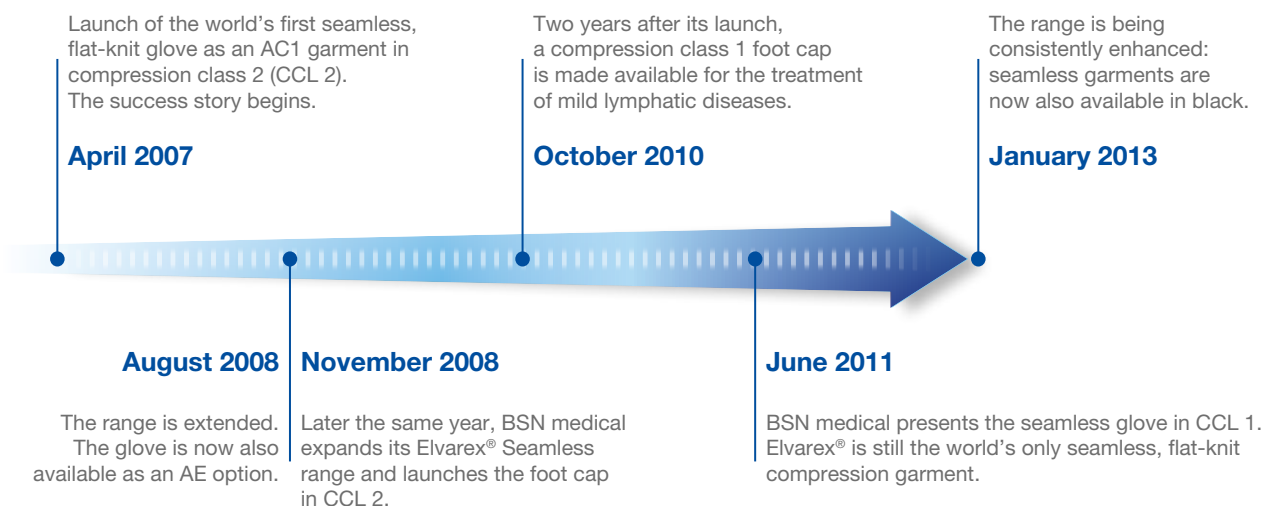 Launch of the world’s first seamless,
flat-knit glove as an AC1 garment in
compression class 2 (CCL 2).
The success story begins.
April 2007
Two years after its launch,
a compression class 1 foot cap
is made available for the treatment
of mild lymphatic diseases.
October 2010
The range is being
consistently enhanced:
seamless garments are
now also available in black.
January 2013
August 2008
The range is extended.
The glove is now also
available as an AE option.
November 2008
Later the same year, BSN medical
expands its Elvarex® Seamless
range and launches the foot cap
in CCL 2.
June 2011
BSN medical presents the seamless glove in CCL 1.
Elvarex® is still the world’s only seamless, flat-knit
compression garment.